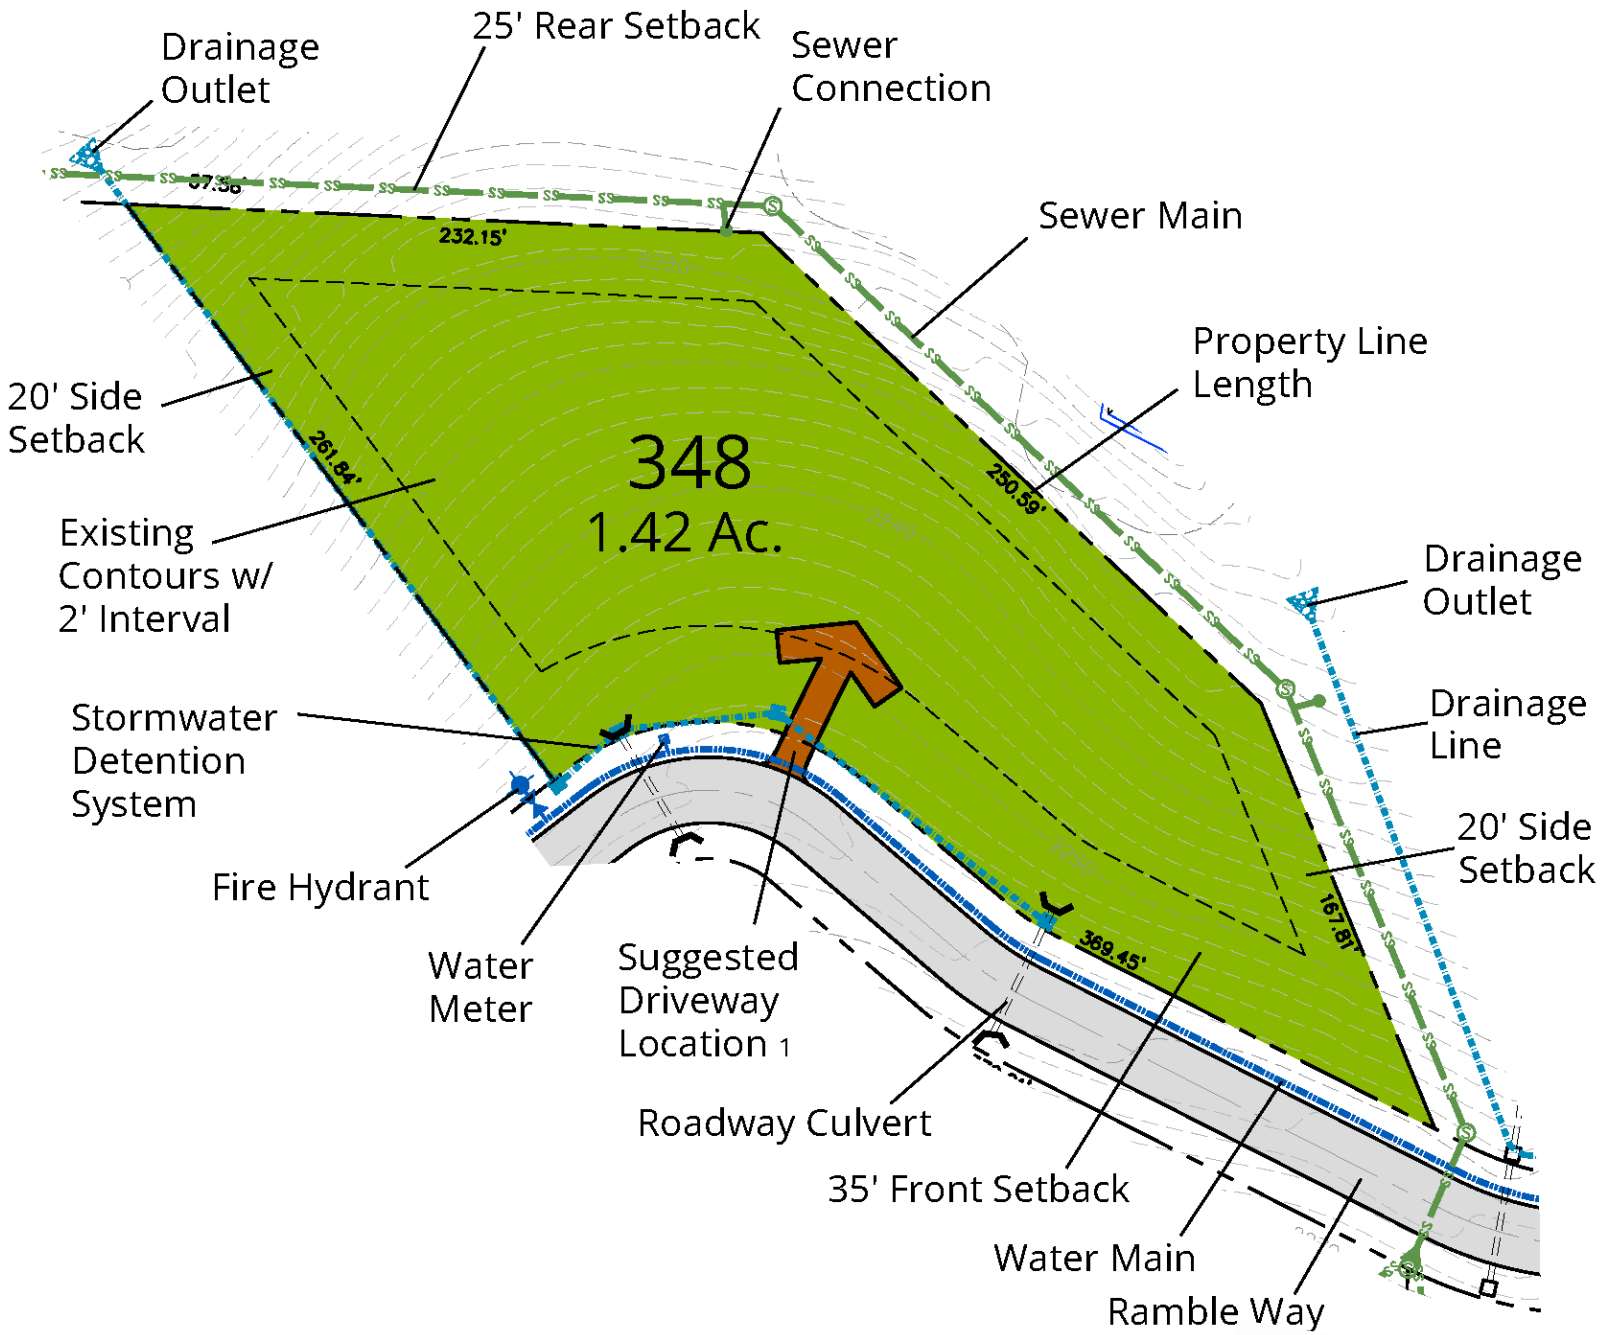 25' Rear Setback
Drainage
Outlet
Sewer
Connection
232.15'
Sewer Main
Property Line
Length
20' Side
Setback
261.84'
348
1.42 Ac.
250.59'
2240
Existing
Contours w/
2' Interval
Drainage
Outlet
Stormwater
Detention
System
Drainage
Line
20' Side
Setback
Fire Hydrant
167.81'
369.45'
Water
Meter
Suggested
Driveway
Location 1
Roadway Culvert
35' Front Setback
Water Main
Ramble Way